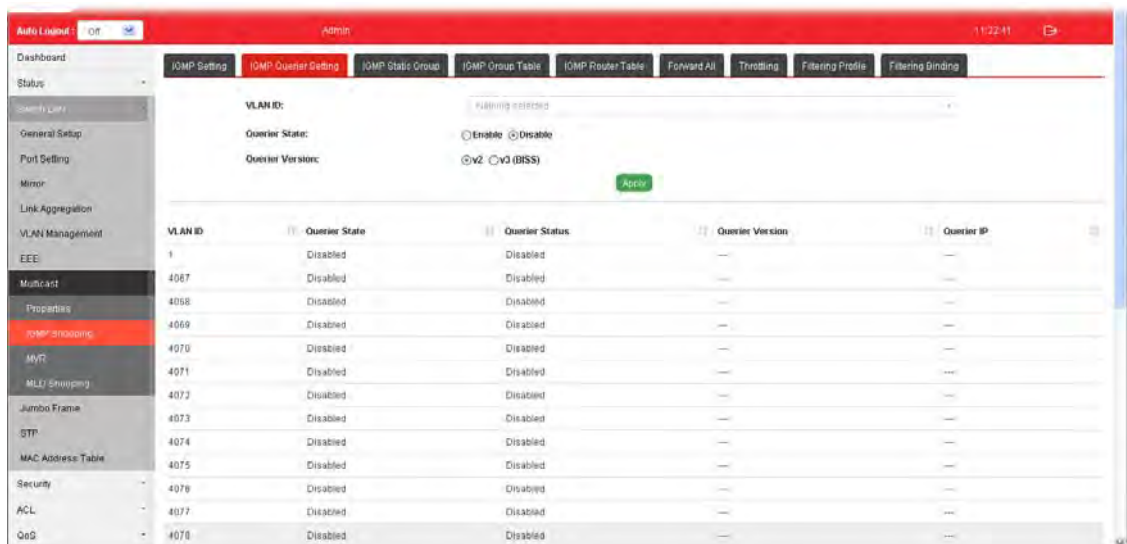 Auto Logout : Off Admin 11:22:41
Dashboard
Status
Switch LAN
General Setup
Port Setting
Mirror
Link Aggregation
VLAN Management
EEE
Multicast
Properties
IGMP Snooping
MVR
MLD Snooping
Jumbo Frame
STP
MAC Address Table
Security
ACL
QoS
IGMP Setting IGMP Querier Setting IGMP Static Group IGMP Group Table IGMP Router Table Forward All Throttling Filtering Profile Filtering Binding
VLAN ID: Nothing selected
Querier State: Enable Disable
Querier Version: v2 v3 (BISS)
Apply
VLAN ID Querier State Querier Status Querier Version Querier IP
1 Disabled Disabled --- ---
4067 Disabled Disabled --- ---
4068 Disabled Disabled --- ---
4069 Disabled Disabled --- ---
4070 Disabled Disabled --- ---
4071 Disabled Disabled --- ---
4072 Disabled Disabled --- ---
4073 Disabled Disabled --- ---
4074 Disabled Disabled --- ---
4075 Disabled Disabled --- ---
4076 Disabled Disabled --- ---
4077 Disabled Disabled --- ---
4078 Disabled Disabled --- ---